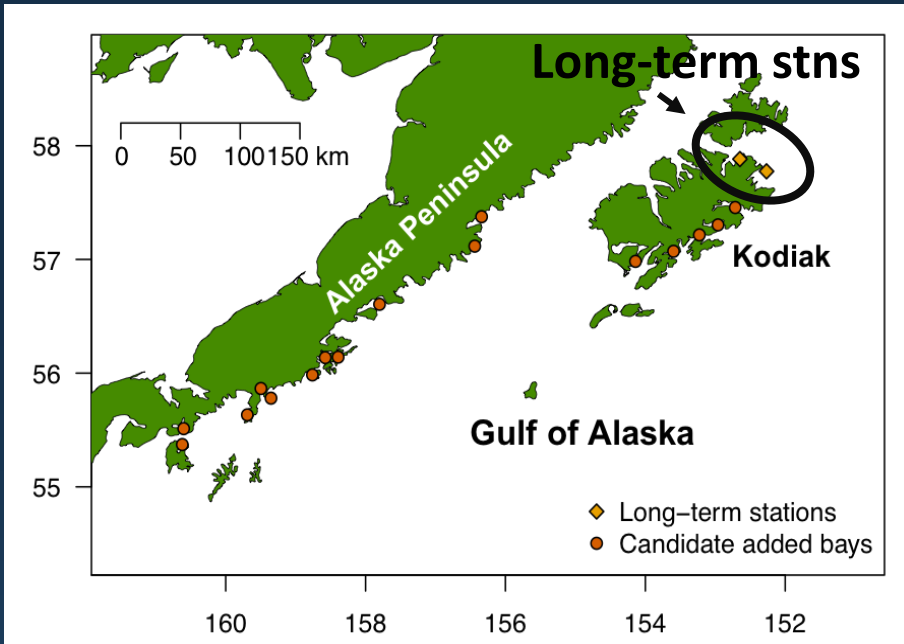 Long-term stns
58
0 50 100150 km
Alaska Peninsula
57
Kodiak
56
Gulf of Alaska
55
Long−term stations
Candidate added bays
160 158 156 154 152